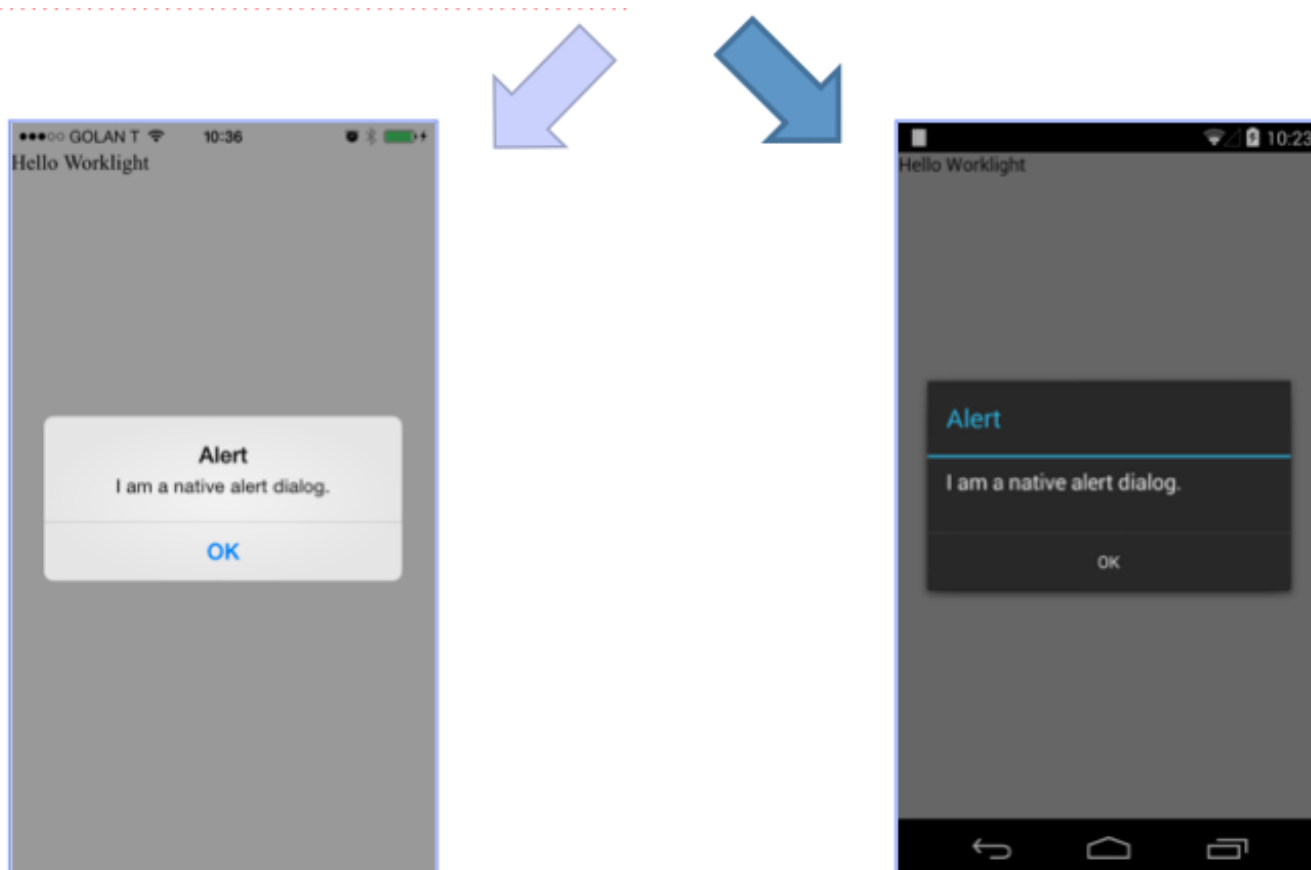 GOLAN T 10:36
Hello Worklight
Alert
I am a native alert dialog.
OK
10:23
Hello Worklight
Alert
I am a native alert dialog.
OK